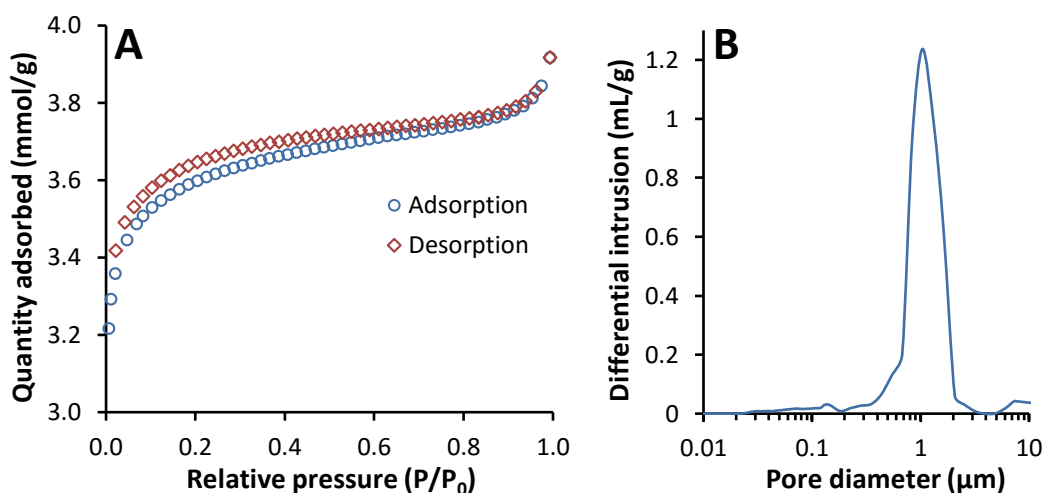 A
Quantity adsorbed (mmol/g)
4.0
3.8
3.6
3.4
3.2
3.0
0.0 0.2 0.4 0.6 0.8 1.0
Relative pressure (P/P₀)
Adsorption
Desorption
B
Differential intrusion (mL/g)
1.2
1
0.8
0.6
0.4
0.2
0
0.01 0.1 1 10
Pore diameter (µm)